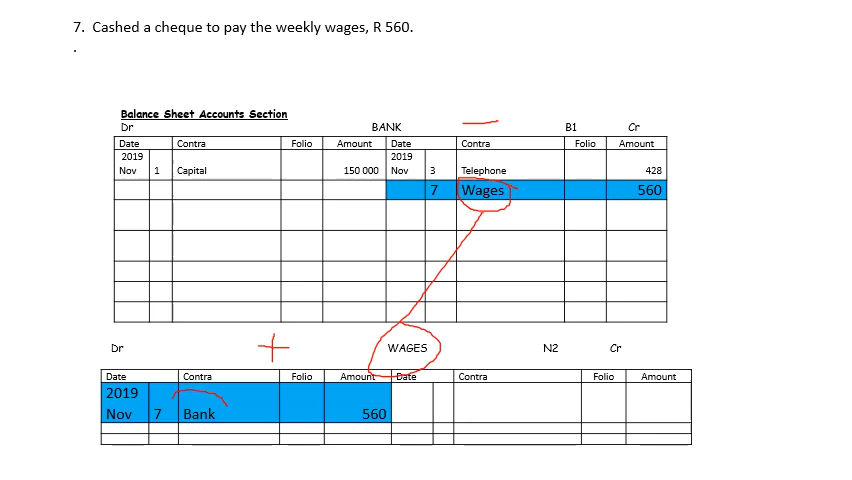 7. Cashed a cheque to pay the weekly wages, R 560.
.
Balance Sheet Accounts Section
Dr BANK B1 Cr
Date Contra Folio Amount Date Contra Folio Amount
2019 2019
Nov 1 Capital 150 000 Nov 3 Telephone 428
7 Wages 560
Dr + WAGES N2 Cr
Date Contra Folio Amount Date Contra Folio Amount
2019
Nov 7 Bank 560